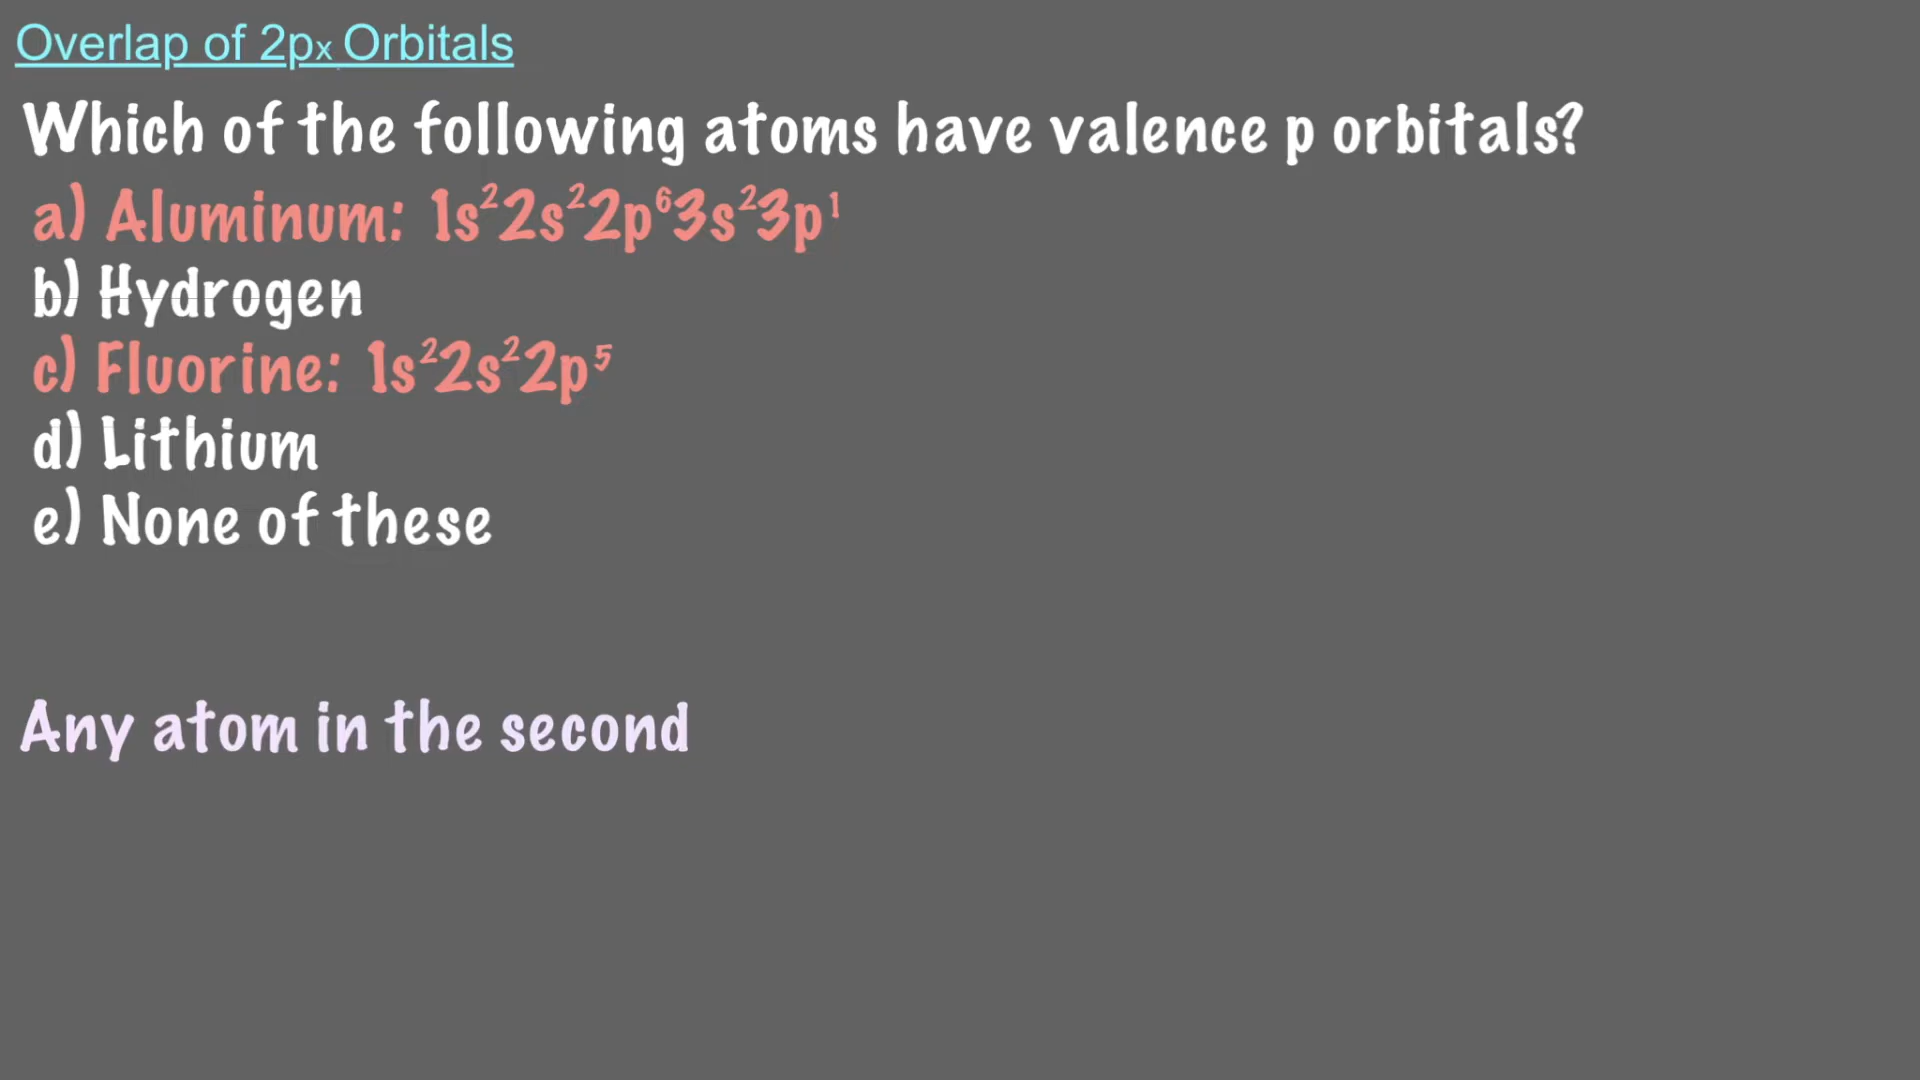 Overlap of 2px Orbitals
Which of the following atoms have valence p orbitals?
a) Aluminum: 1s²2s²2p⁶3s²3p¹
b) Hydrogen
c) Fluorine: 1s²2s²2p⁵
d) Lithium
e) None of these
Any atom in the second